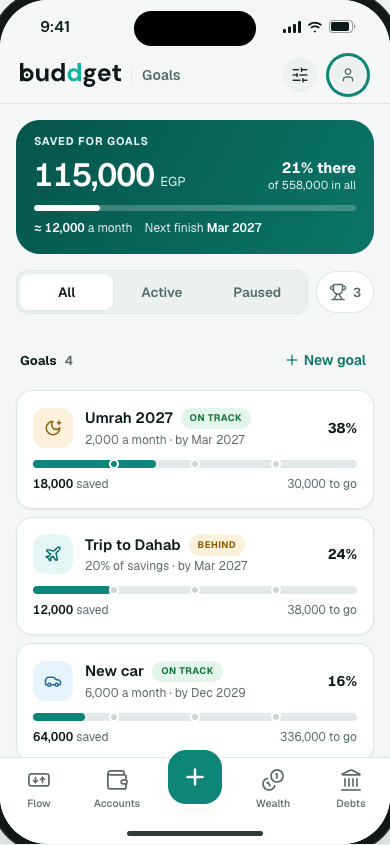 9:41
buddget Goals
SAVED FOR GOALS
115,000 EGP
21% there
of 558,000 in all
≈ 12,000 a month Next finish Mar 2027
All Active Paused 3
Goals 4 + New goal
Umrah 2027 ON TRACK 38%
2,000 a month · by Mar 2027
18,000 saved 30,000 to go
Trip to Dahab BEHIND 24%
20% of savings · by Mar 2027
12,000 saved 38,000 to go
New car ON TRACK 16%
6,000 a month · by Dec 2029
64,000 saved 336,000 to go
Flow Accounts Wealth Debts